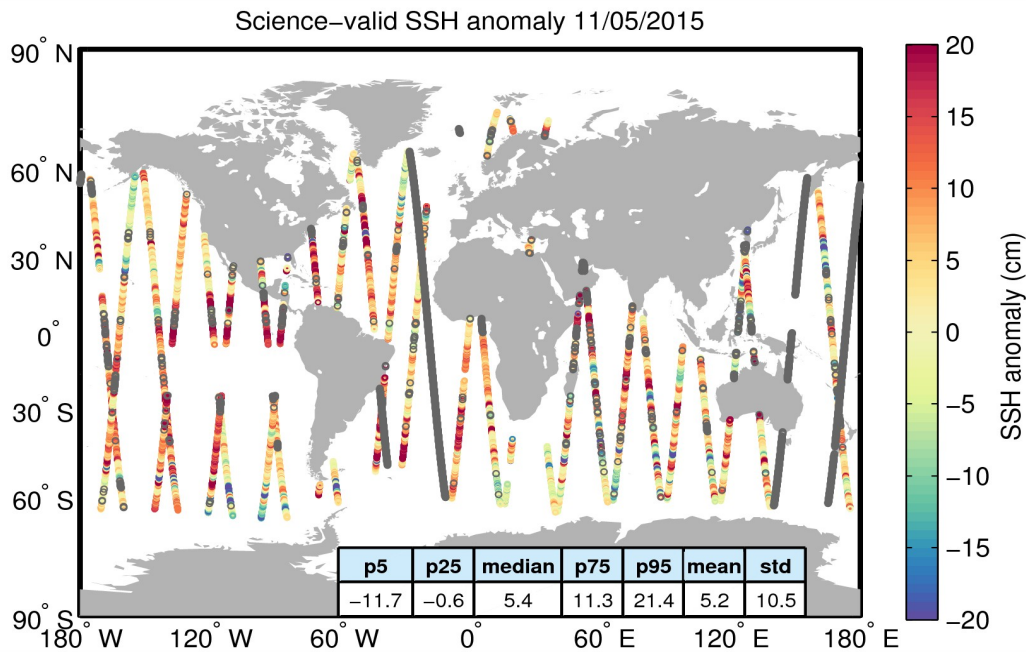 Science−valid SSH anomaly 11/05/2015
90° N
60° N
30° N
0°
30° S
60° S
90° S
180° W
120° W
60° W
0°
60° E
120° E
180° E
p5 p25 median p75 p95 mean std
−11.7 −0.6 5.4 11.3 21.4 5.2 10.5
20
15
10
5
0
−5
−10
−15
−20
SSH anomaly (cm)